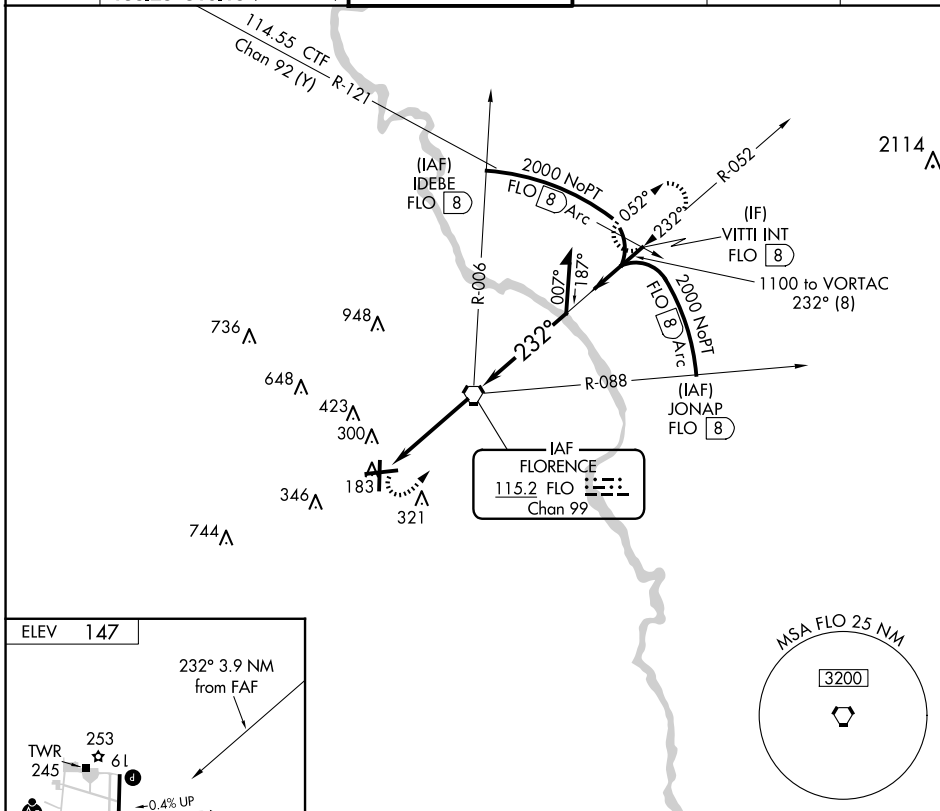 114.55 CTF
Chan 92 (Y)
R-121
2114
(IAF)
IDEBE
FLO 8
2000 NoPT
FLO 8 Arc
052°
232°
R-052
(IF)
VITTI INT
FLO 8
1100 to VORTAC
232° (8)
R-006
007°
187°
2000 NoPT
FLO 8 Arc
736
948
232°
648
R-088
(IAF)
JONAP
FLO 8
423
300
IAF
FLORENCE
115.2 FLO
Chan 99
183
346
321
744
ELEV 147
232° 3.9 NM
from FAF
MSA FLO 25 NM
3200
253
TWR
245
19
P
0.4% UP